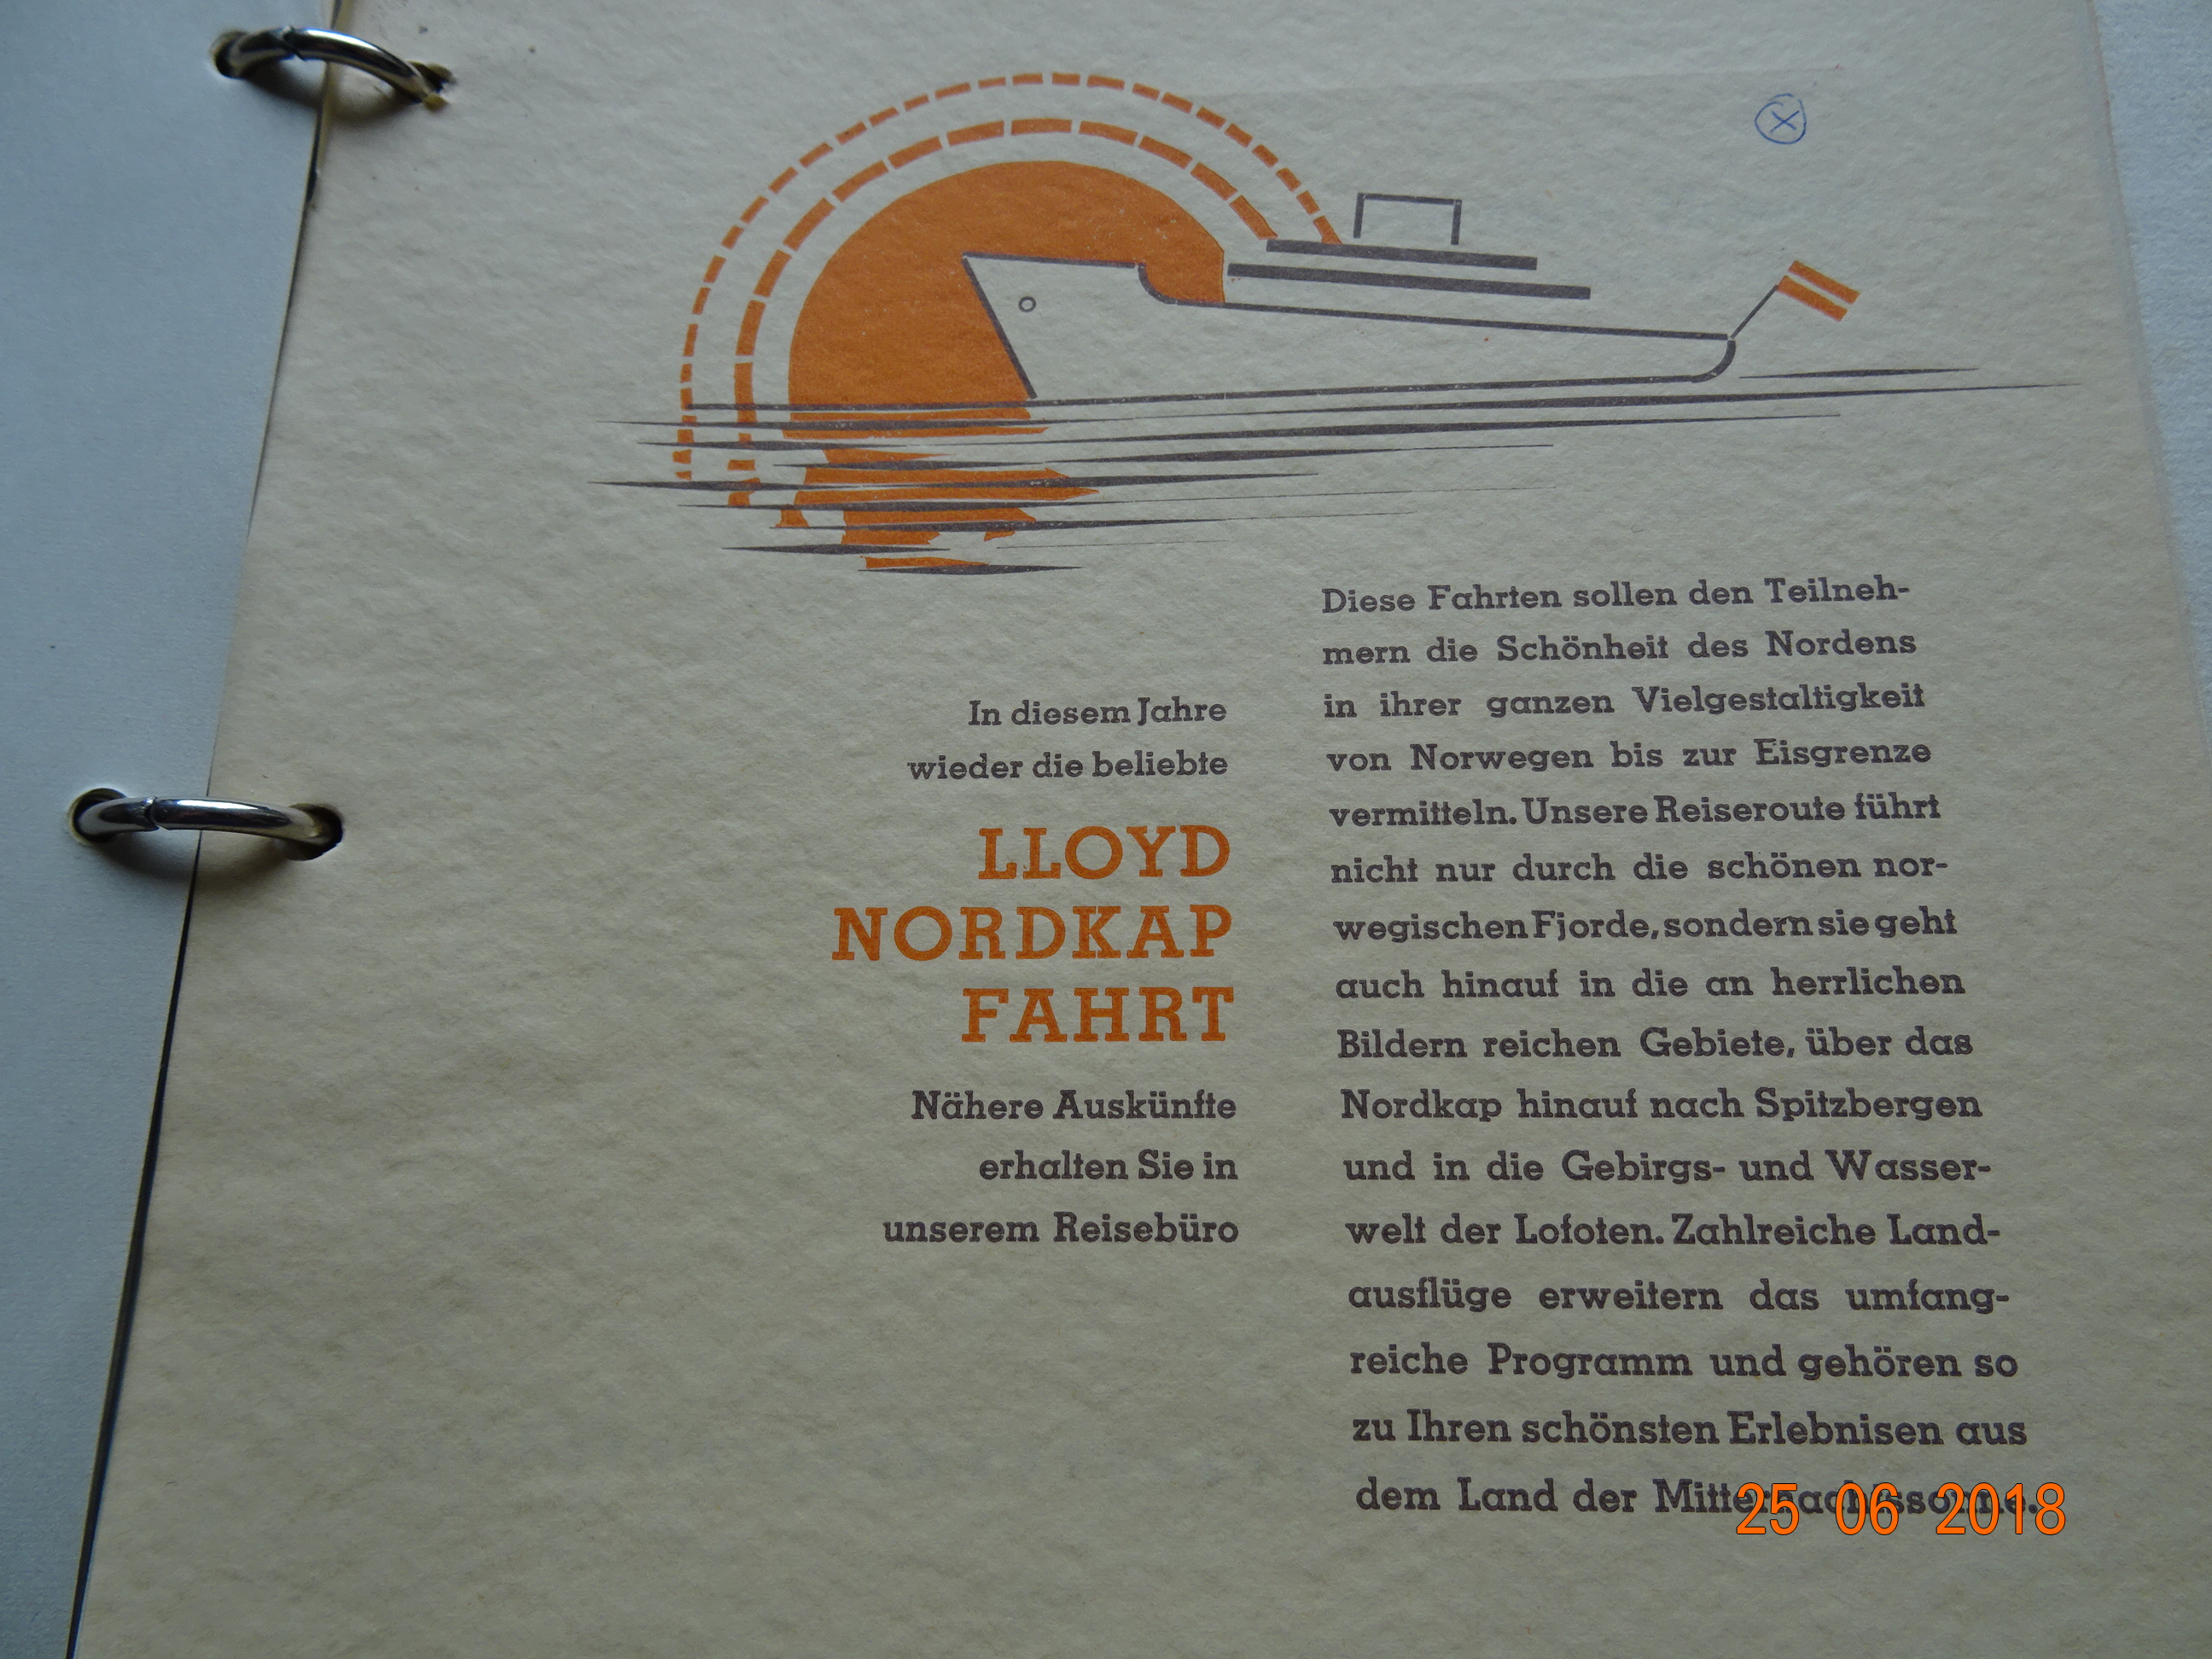 In diesem Jahre
wieder die beliebte
LLOYD
NORDKAP
FAHRT
Nähere Auskünfte
erhalten Sie in
unserem Reisebüro
Diese Fahrten sollen den Teilneh-
mern die Schönheit des Nordens
in ihrer ganzen Vielgestaltigkeit
von Norwegen bis zur Eisgrenze
vermitteln. Unsere Reiseroute führt
nicht nur durch die schönen nor-
wegischen Fjorde, sondern sie geht
auch hinauf in die an herrlichen
Bildern reichen Gebiete, über das
Nordkap hinauf nach Spitzbergen
und in die Gebirgs- und Wasser-
welt der Lofoten. Zahlreiche Land-
ausflüge erweitern das umfang-
reiche Programm und gehören so
zu Ihren schönsten Erlebnisen aus
dem Land der Mitternachtssonne.
25 06 2018